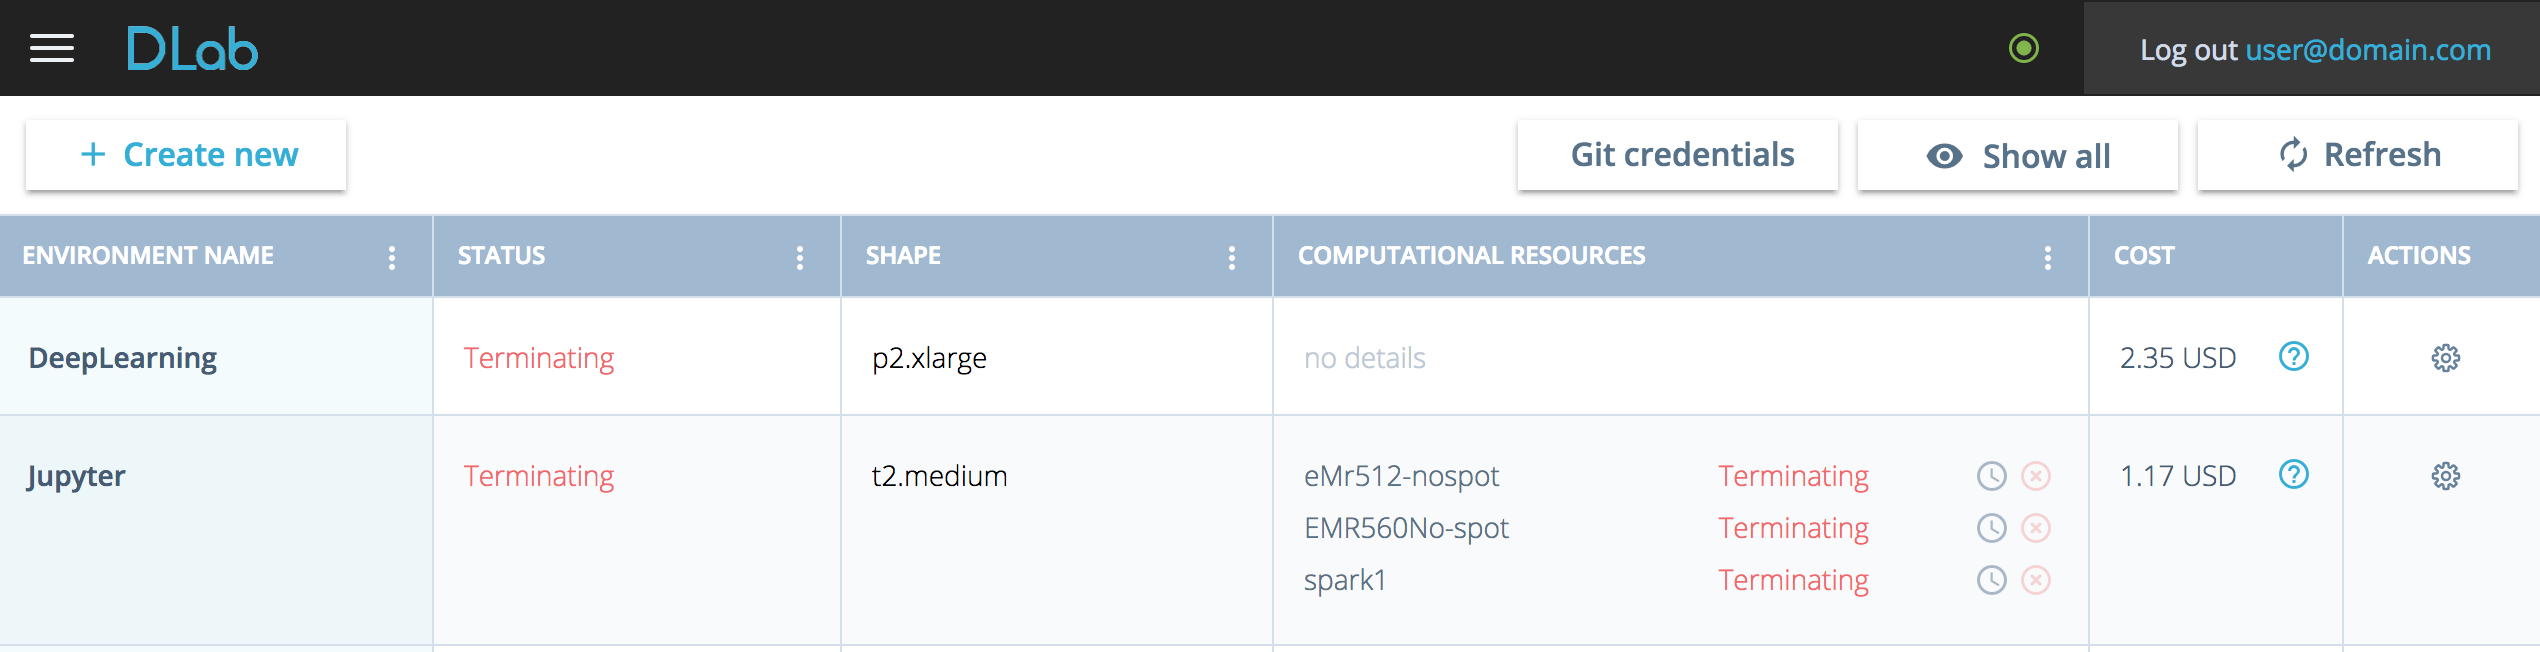 DLab
Log out user@domain.com
+ Create new
Git credentials
Show all
Refresh
ENVIRONMENT NAME
STATUS
SHAPE
COMPUTATIONAL RESOURCES
COST
ACTIONS
DeepLearning
Terminating
p2.xlarge
no details
2.35 USD
?
Jupyter
Terminating
t2.medium
eMr512-nospot Terminating
1.17 USD
?
EMR560No-spot Terminating
spark1 Terminating